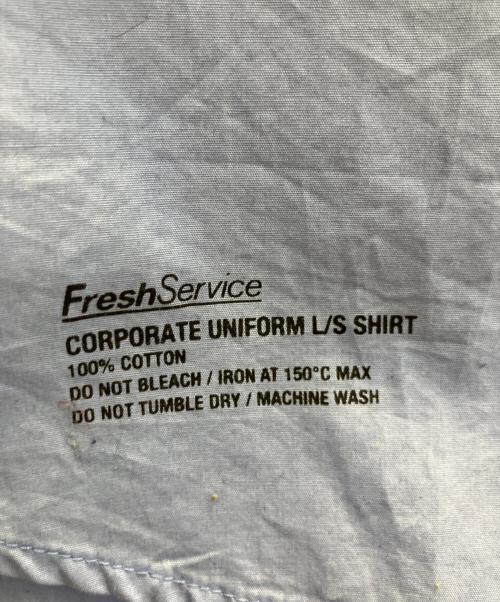 FreshService
CORPORATE UNIFORM L/S SHIRT
100% COTTON
DO NOT BLEACH / IRON AT 150°C MAX
DO NOT TUMBLE DRY / MACHINE WASH